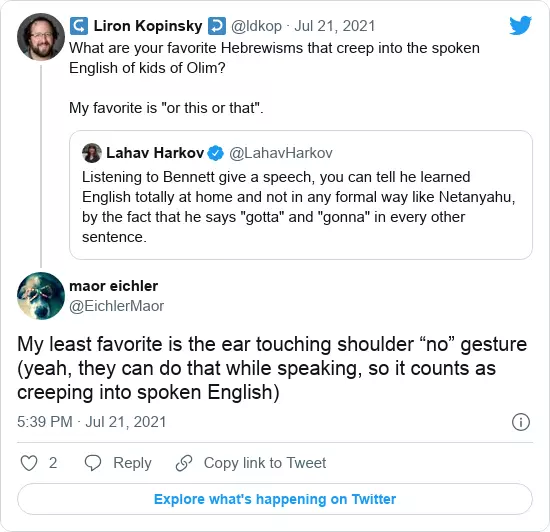 Liron Kopinsky @ldkop · Jul 21, 2021
What are your favorite Hebrewisms that creep into the spoken
English of kids of Olim?
My favorite is "or this or that".
Lahav Harkov @LahavHarkov
Listening to Bennett give a speech, you can tell he learned
English totally at home and not in any formal way like Netanyahu,
by the fact that he says "gotta" and "gonna" in every other
sentence.
maor eichler
@EichlerMaor
My least favorite is the ear touching shoulder “no” gesture
(yeah, they can do that while speaking, so it counts as
creeping into spoken English)
5:39 PM · Jul 21, 2021
2 Reply Copy link to Tweet
Explore what's happening on Twitter